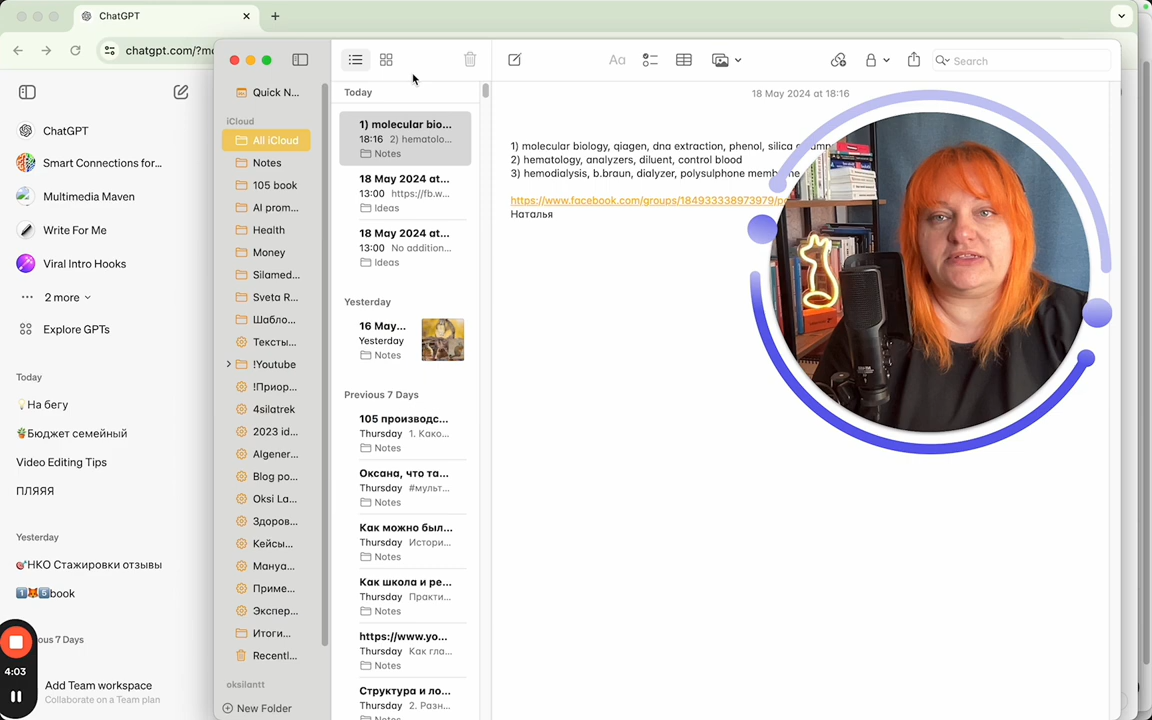 ChatGPT
chatgpt.com/?m
ChatGPT
Smart Connections for...
Multimedia Maven
Write For Me
Viral Intro Hooks
2 more
Explore GPTs
Today
💡На бегу
🪴Бюджет семейный
Video Editing Tips
ПЛЯЯЯ
Yesterday
🎯НКО Стажировки отзывы
1️⃣🦊5️⃣book
ous 7 Days
4:03
Add Team workspace
Collaborate on a Team plan
Quick N...
iCloud
All iCloud
Notes
105 book
AI prom...
Health
Money
Silamed...
Sveta R...
Шабло...
Тексты...
!Youtube
!Приор...
4silatrek
2023 id...
Algener...
Blog po...
Oksi La...
Здоров...
Кейсы...
Мануа...
Приме...
Экспер...
Итоги...
Recentl...
oksilantt
New Folder
Today
1) molecular bio...
18:16 2) hematolo...
Notes
18 May 2024 at...
13:00 https://fb.w...
Ideas
18 May 2024 at...
13:00 No addition...
Ideas
Yesterday
16 May...
Yesterday
Notes
Previous 7 Days
105 производс...
Thursday 1. Како...
Notes
Оксана, что та...
Thursday #мульт...
Notes
Как можно был...
Thursday Истори...
Notes
Как школа и ре...
Thursday Практи...
Notes
https://www.yo...
Thursday Как гла...
Notes
Структура и ло...
Thursday 2. Разн...
Notes
Aa
Search
18 May 2024 at 18:16
1) molecular biology, qiagen, dna extraction, phenol, silica
2) hematology, analyzers, diluent, control blood
3) hemodialysis, b.braun, dialyzer, polysulphone membrane
https://www.facebook.com/groups/184933338973979/p
Наталья